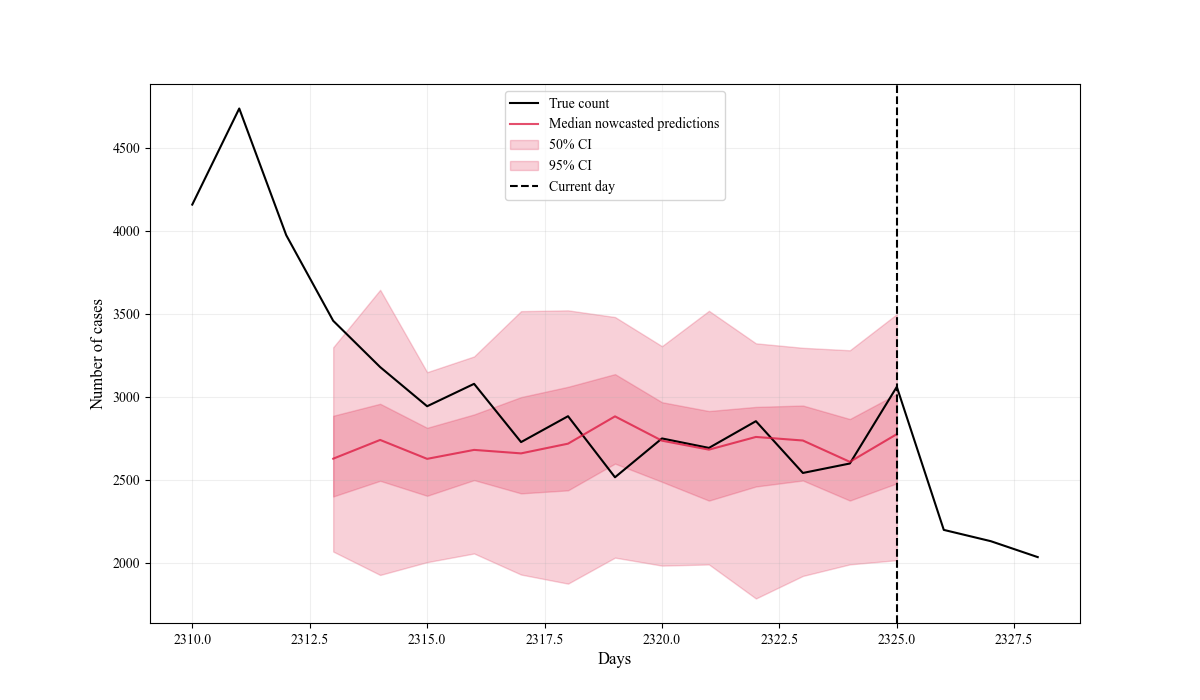 True count
Median nowcasted predictions
50% CI
95% CI
Current day
4500
4000
3500
3000
2500
2000
Number of cases
2310.0 2312.5 2315.0 2317.5 2320.0 2322.5 2325.0 2327.5
Days